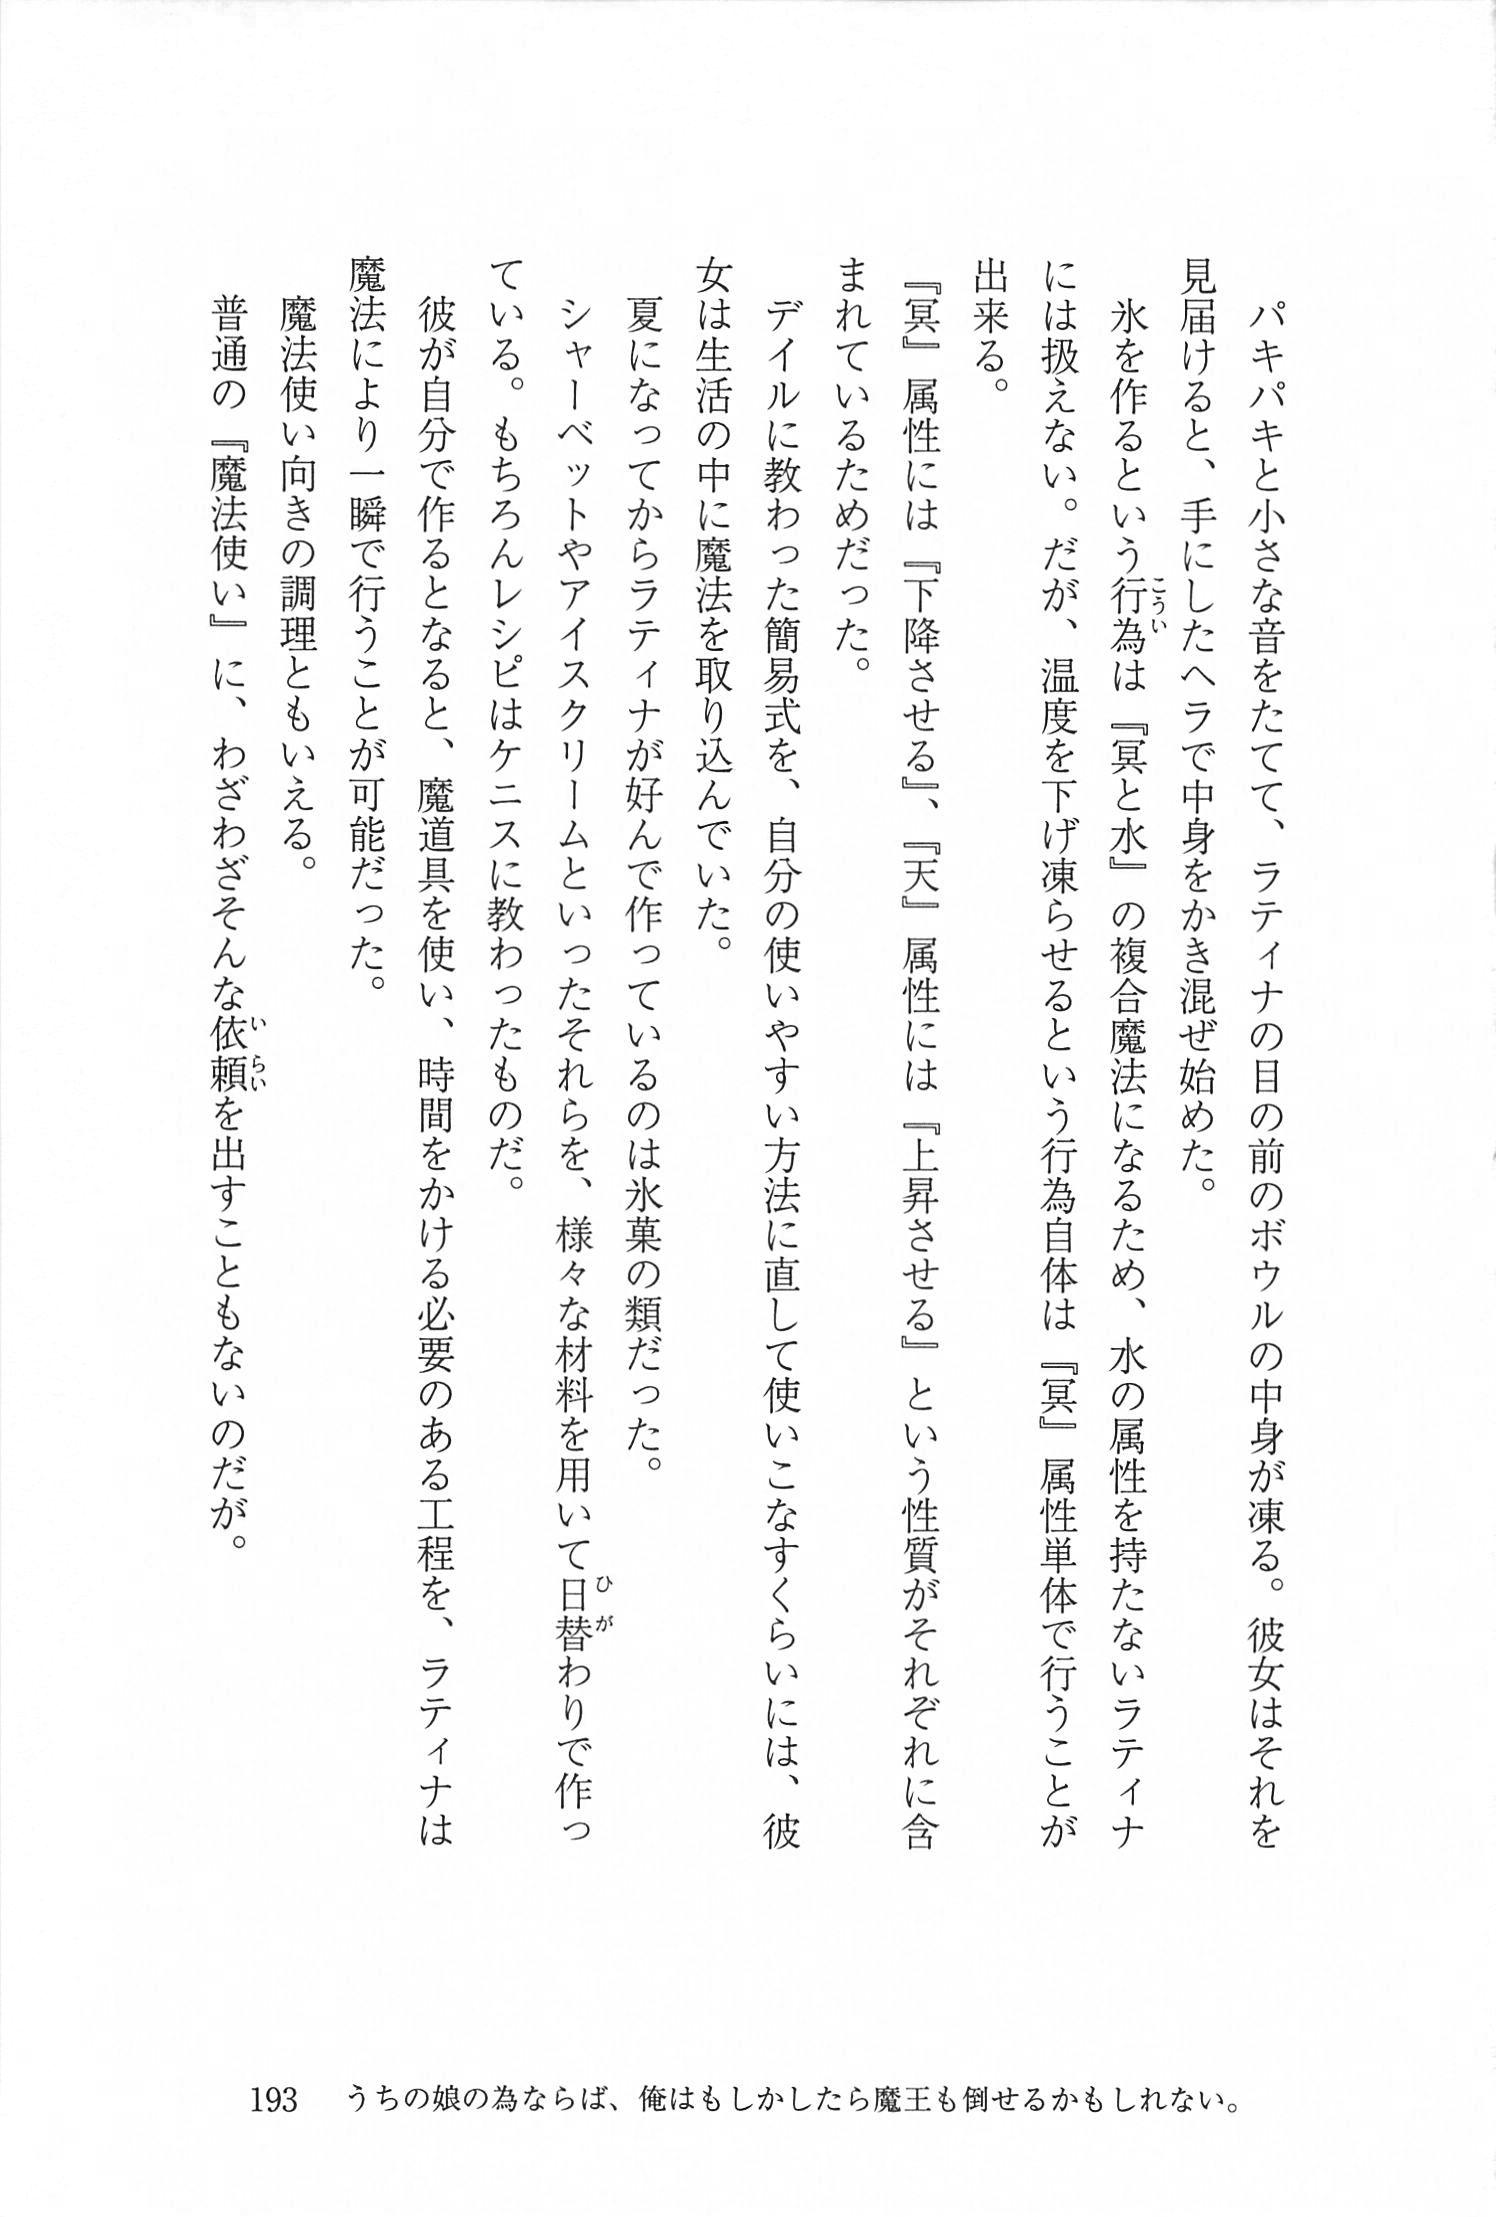 パキパキと小さな音をたてて、ラティナの目の前のボウルの中身が凍る。彼女はそれを
見届けると、手にしたヘラで中身をかき混ぜ始めた。
　氷を作るという行為は『冥と水』の複合魔法になるため、水の属性を持たないラティナ
には扱えない。だが、温度を下げ凍らせるという行為自体は『冥』属性単体で行うことが
出来る。
『冥』属性には『下降させる』、『天』属性には『上昇させる』という性質がそれぞれに含
まれているためだった。
　デイルに教わった簡易式を、自分の使いやすい方法に直して使いこなすくらいには、彼
女は生活の中に魔法を取り込んでいた。
　夏になってからラティナが好んで作っているのは氷菓の類だった。
　シャーベットやアイスクリームといったそれらを、様々な材料を用いて日替わりで作っ
ている。もちろんレシピはケニスに教わったものだ。
　彼が自分で作るとなると、魔道具を使い、時間をかける必要のある工程を、ラティナは
魔法により一瞬で行うことが可能だった。
　魔法使い向きの調理ともいえる。
　普通の『魔法使い』に、わざわざそんな依頼を出すこともないのだが。
193　うちの娘の為ならば、俺はもしかしたら魔王も倒せるかもしれない。